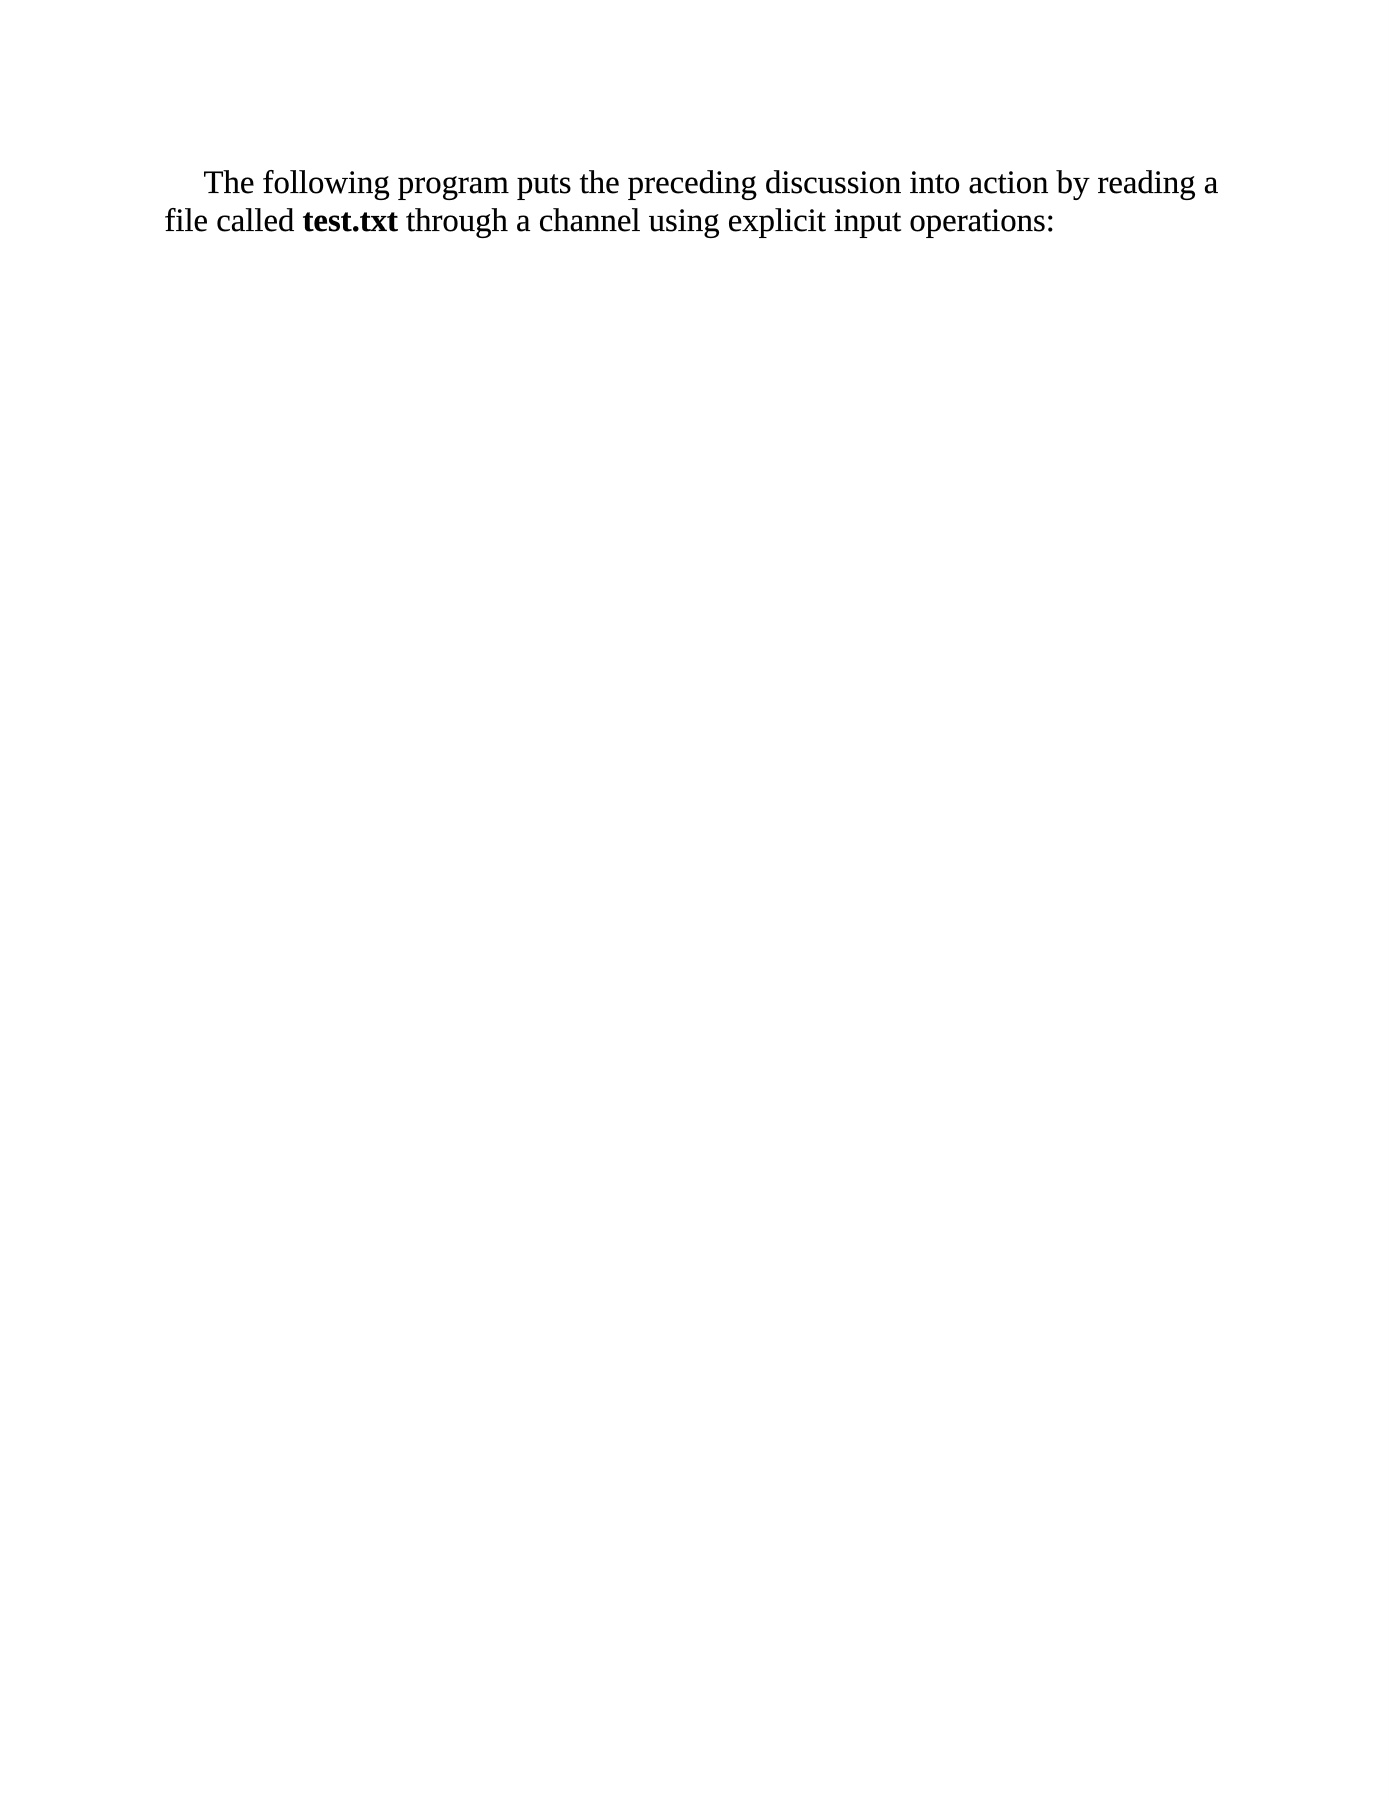 The following program puts the preceding discussion into action by reading a
file called test.txt through a channel using explicit input operations: